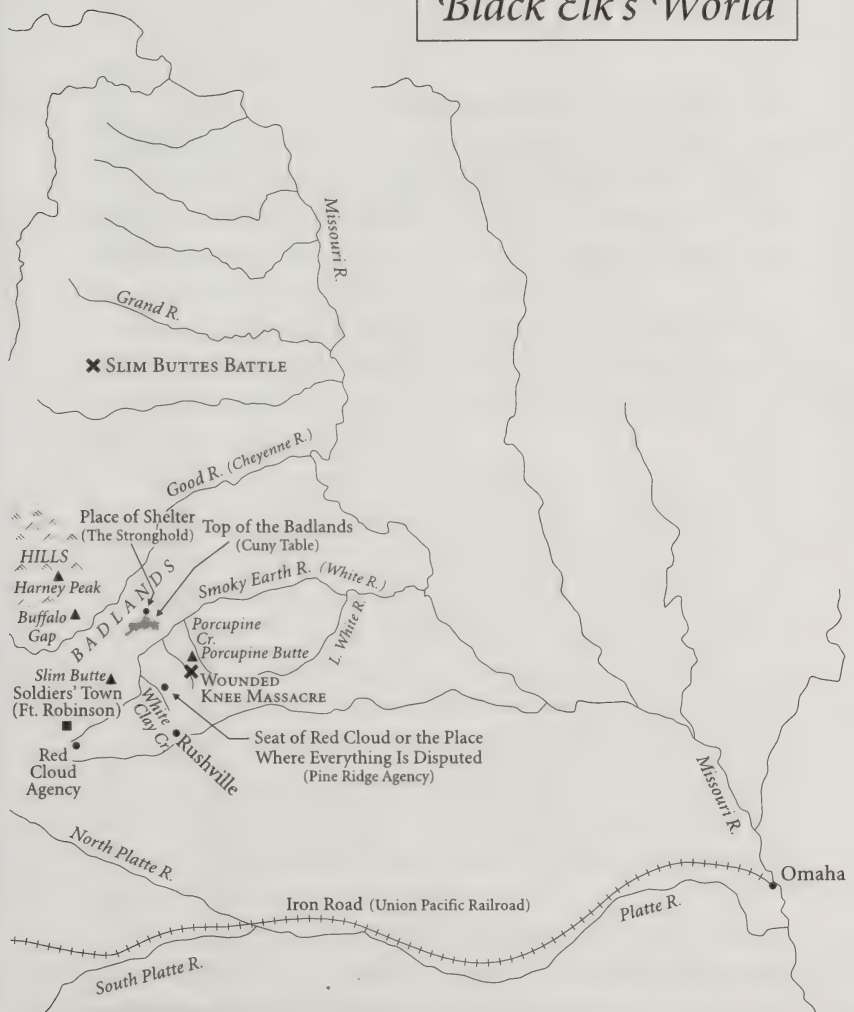 Black Elk's World
Missouri R.
Grand R.
SLIM BUTTES BATTLE
Good R. (Cheyenne R.)
Place of Shelter
(The Stronghold)
Top of the Badlands
(Cuny Table)
HILLS
Harney Peak
Buffalo
Gap
BADLANDS
Smoky Earth R. (White R.)
Porcupine
Cr.
Porcupine Butte
L. White R.
WOUNDED
KNEE MASSACRE
Slim Butte
Soldiers' Town
(Ft. Robinson)
White
Clay Cr.
Rushville
Red
Cloud
Agency
Seat of Red Cloud or the Place
Where Everything Is Disputed
(Pine Ridge Agency)
Missouri R.
North Platte R.
Omaha
Iron Road (Union Pacific Railroad)
Platte R.
South Platte R.